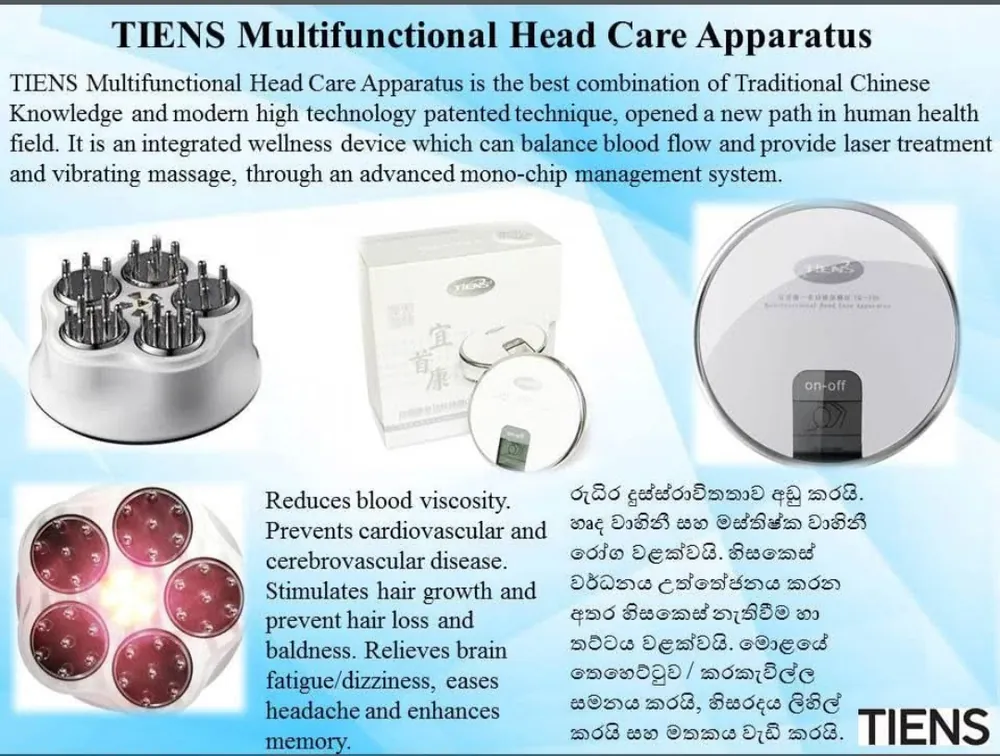 TIENS Multifunctional Head Care Apparatus
TIENS Multifunctional Head Care Apparatus is the best combination of Traditional Chinese
Knowledge and modern high technology patented technique, opened a new path in human health
field. It is an integrated wellness device which can balance blood flow and provide laser treatment
and vibrating massage, through an advanced mono-chip management system.
TIENS
宜
首
康
TIENS
Multifunctional Head Care Apparatus
on-off
Reduces blood viscosity.
Prevents cardiovascular and
cerebrovascular disease.
Stimulates hair growth and
prevent hair loss and
baldness. Relieves brain
fatigue/dizziness, eases
headache and enhances
memory.
රුධිර දුස්ස්රාවිතතාව අඩු කරයි.
හෘද වාහිනී සහ මස්තිෂ්ක වාහිනී
රෝග වළක්වයි. හිසකෙස්
වර්ධනය උත්තේජනය කරන
අතර හිසකෙස් නැතිවීම හා
තට්ටය වළක්වයි. මොළයේ
තෙහෙට්ටුව / කරකැවිල්ල
සමනය කරයි, හිසරදය ලිහිල්
කරයි සහ මතකය වැඩි කරයි.
TIENS